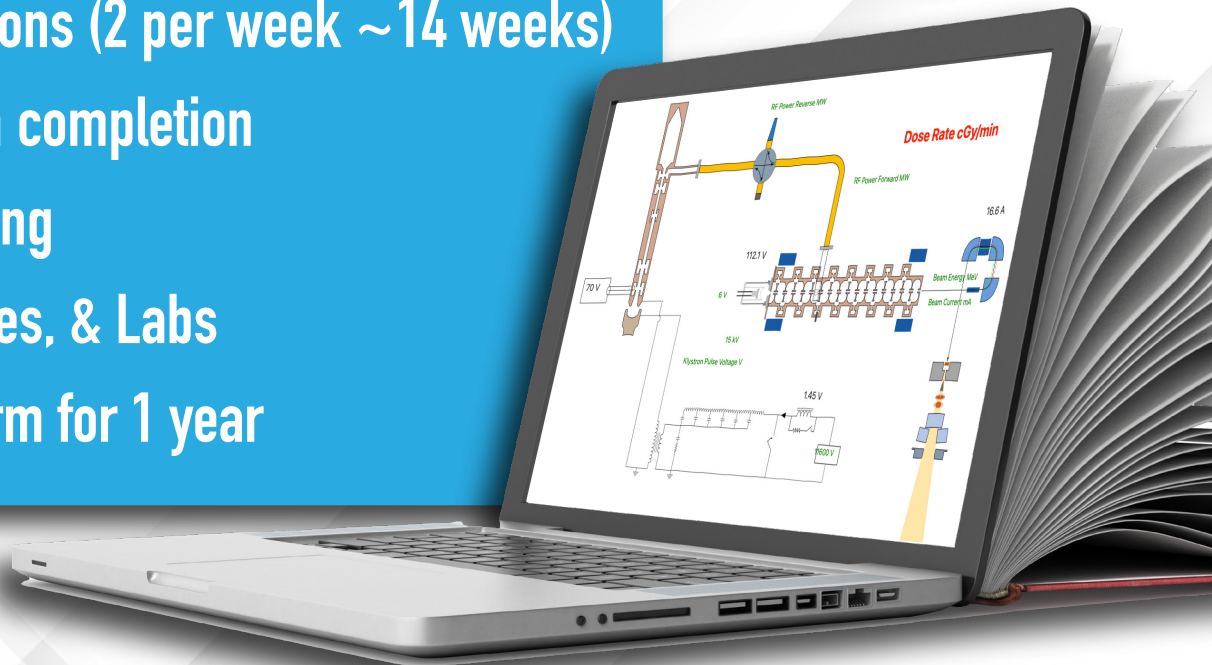 ons (2 per week ~14 weeks)
completion
ng
es, & Labs
rm for 1 year
RF Power Reverse MW
Dose Rate cGy/min
RF Power Forward MW
16.6 A
112.1 V
Beam Energy MeV
70 V
6 V
Beam Current mA
15 kV
Klystron Pulse Voltage V
1.45 V
600 V